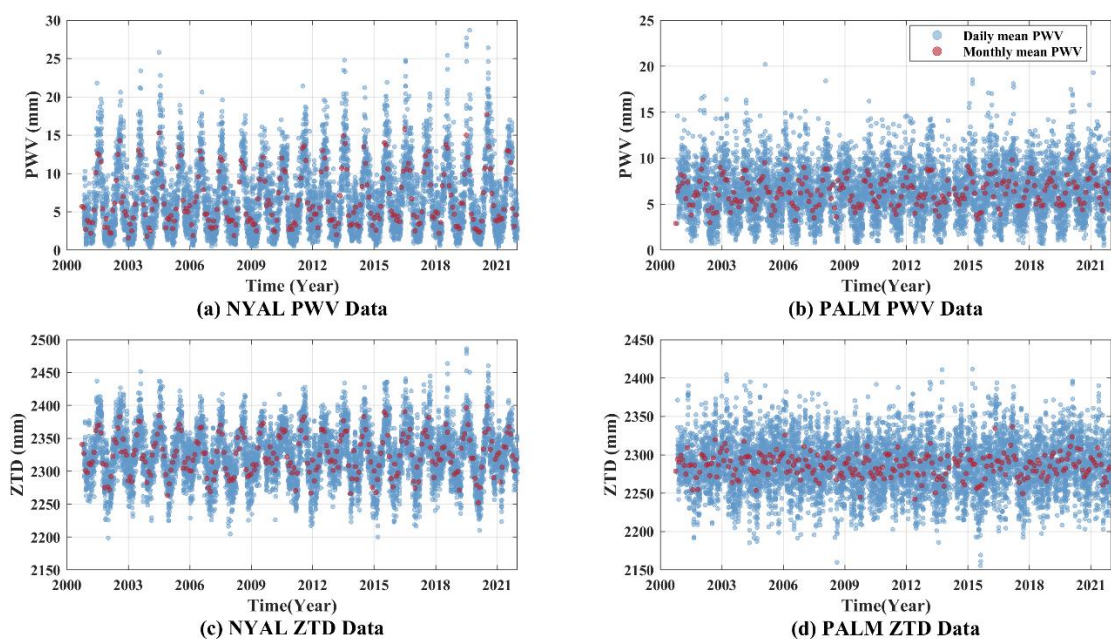 30
25
20
15
10
5
0
PWV (mm)
2000 2003 2006 2009 2012 2015 2018 2021
Time (Year)
(a) NYAL PWV Data
25
20
15
10
5
0
PWV (mm)
Daily mean PWV
Monthly mean PWV
2000 2003 2006 2009 2012 2015 2018 2021
Time(Year)
(b) PALM PWV Data
2500
2450
2400
2350
2300
2250
2200
2150
ZTD (mm)
2000 2003 2006 2009 2012 2015 2018 2021
Time(Year)
(c) NYAL ZTD Data
2450
2400
2350
2300
2250
2200
2150
ZTD (mm)
2000 2003 2006 2009 2012 2015 2018 2021
Time(Year)
(d) PALM ZTD Data